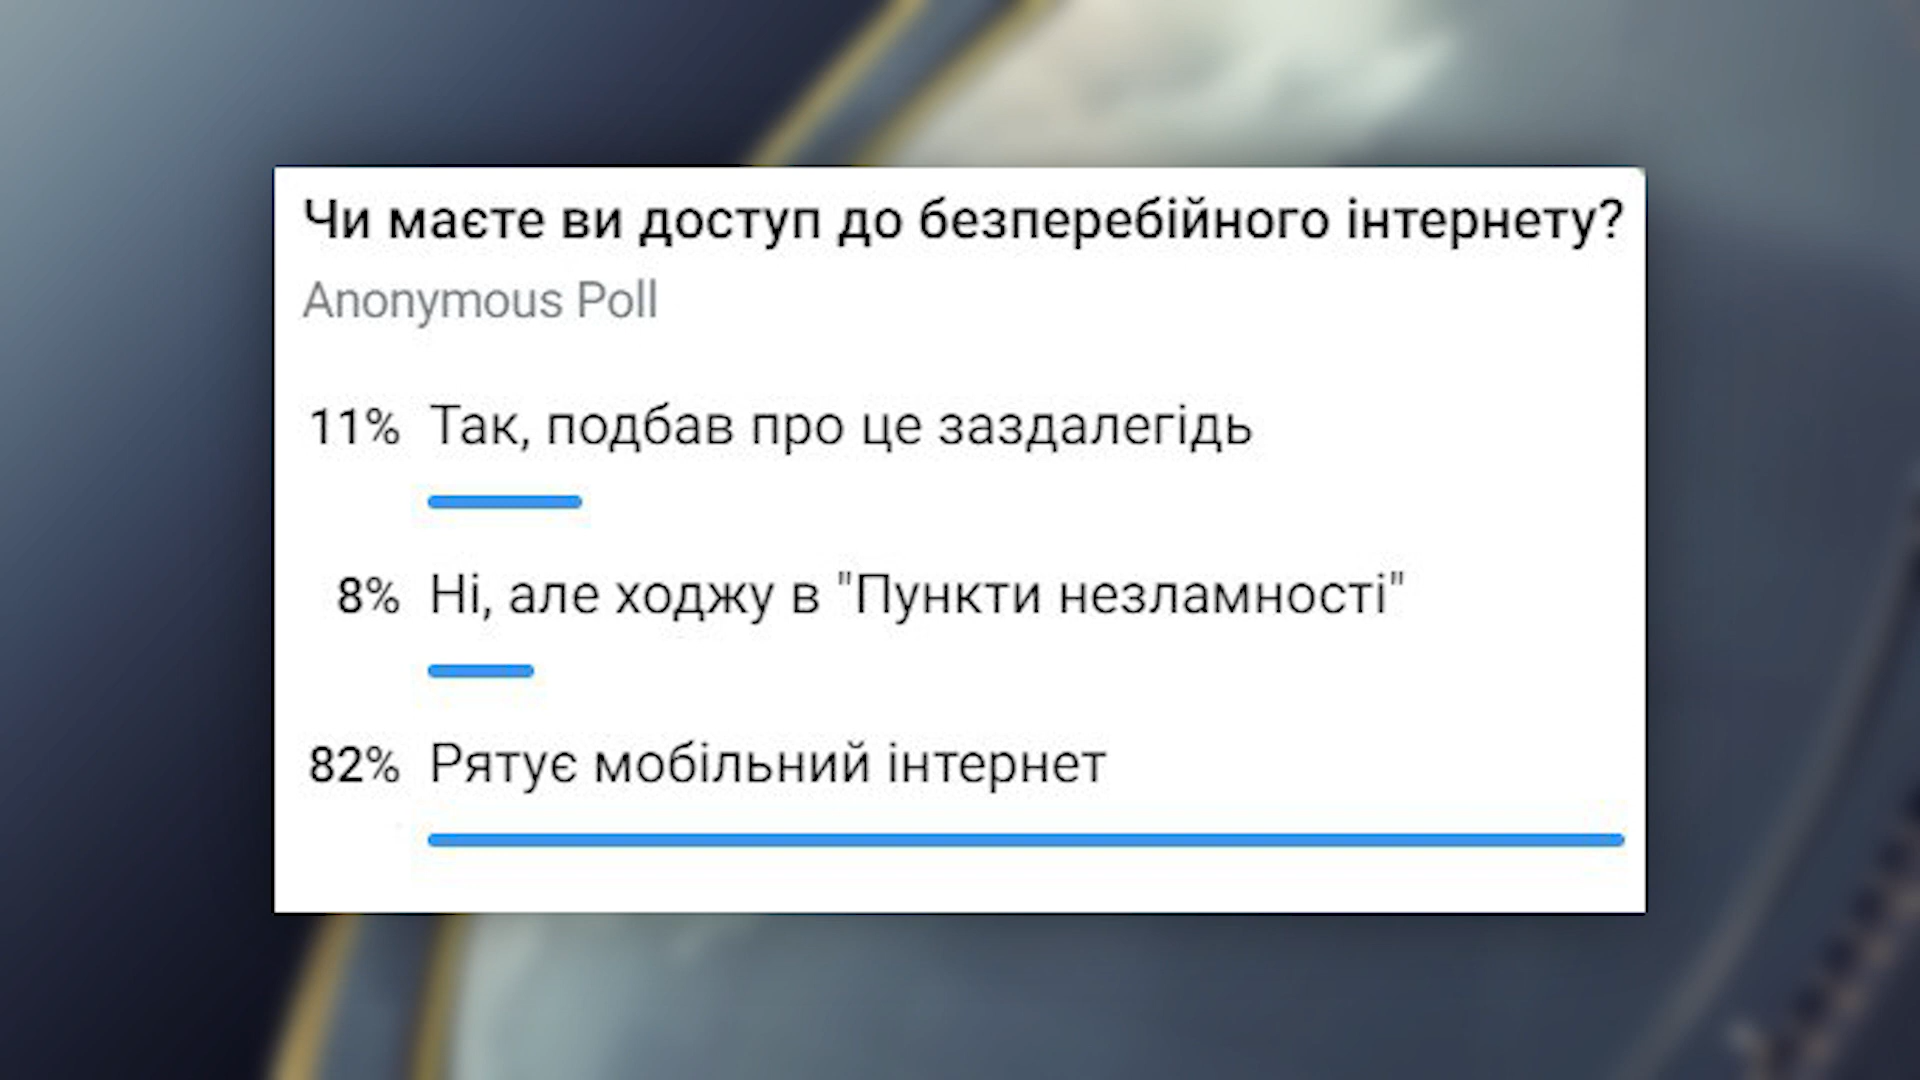 Чи маєте ви доступ до безперебійного інтернету?
Anonymous Poll
11% Так, подбав про це заздалегідь
8% Ні, але ходжу в "Пункти незламності"
82% Рятує мобільний інтернет